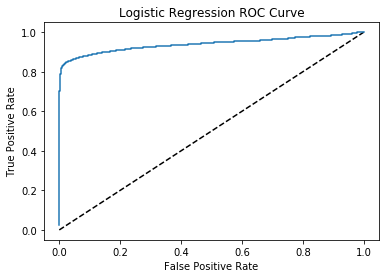 Logistic Regression ROC Curve
True Positive Rate
1.0
0.8
0.6
0.4
0.2
0.0
0.0 0.2 0.4 0.6 0.8 1.0
False Positive Rate